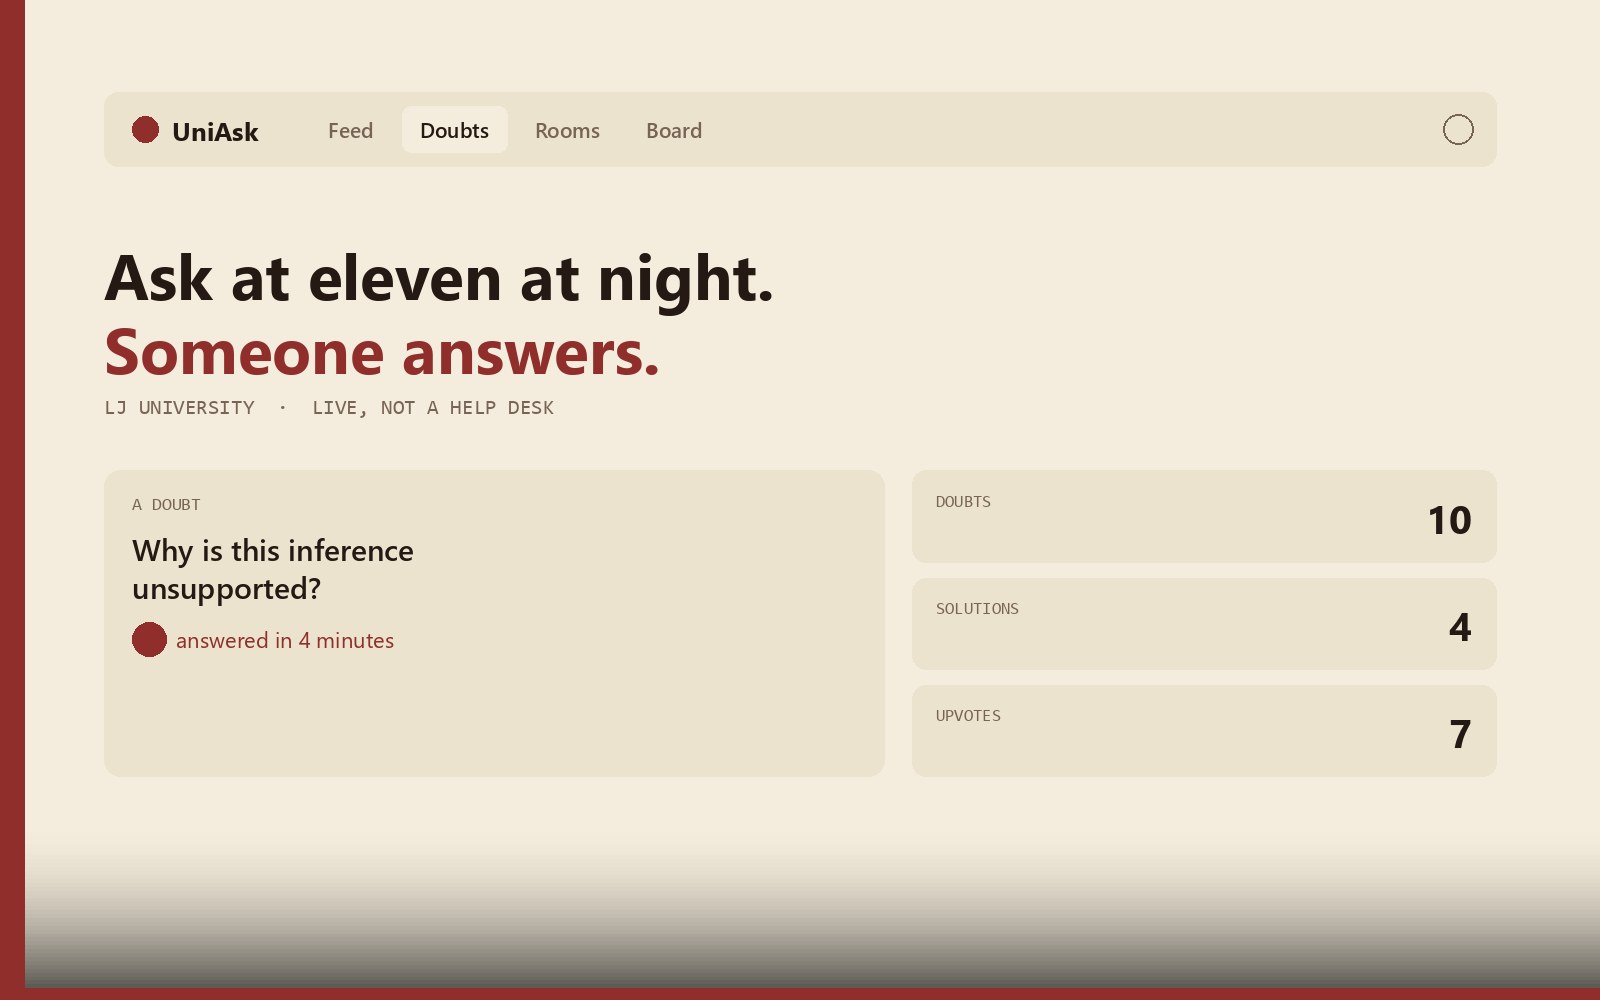 UniAsk
Feed
Doubts
Rooms
Board
Ask at eleven at night.
Someone answers.
LJ UNIVERSITY · LIVE, NOT A HELP DESK
A DOUBT
Why is this inference
unsupported?
answered in 4 minutes
DOUBTS
10
SOLUTIONS
4
UPVOTES
7